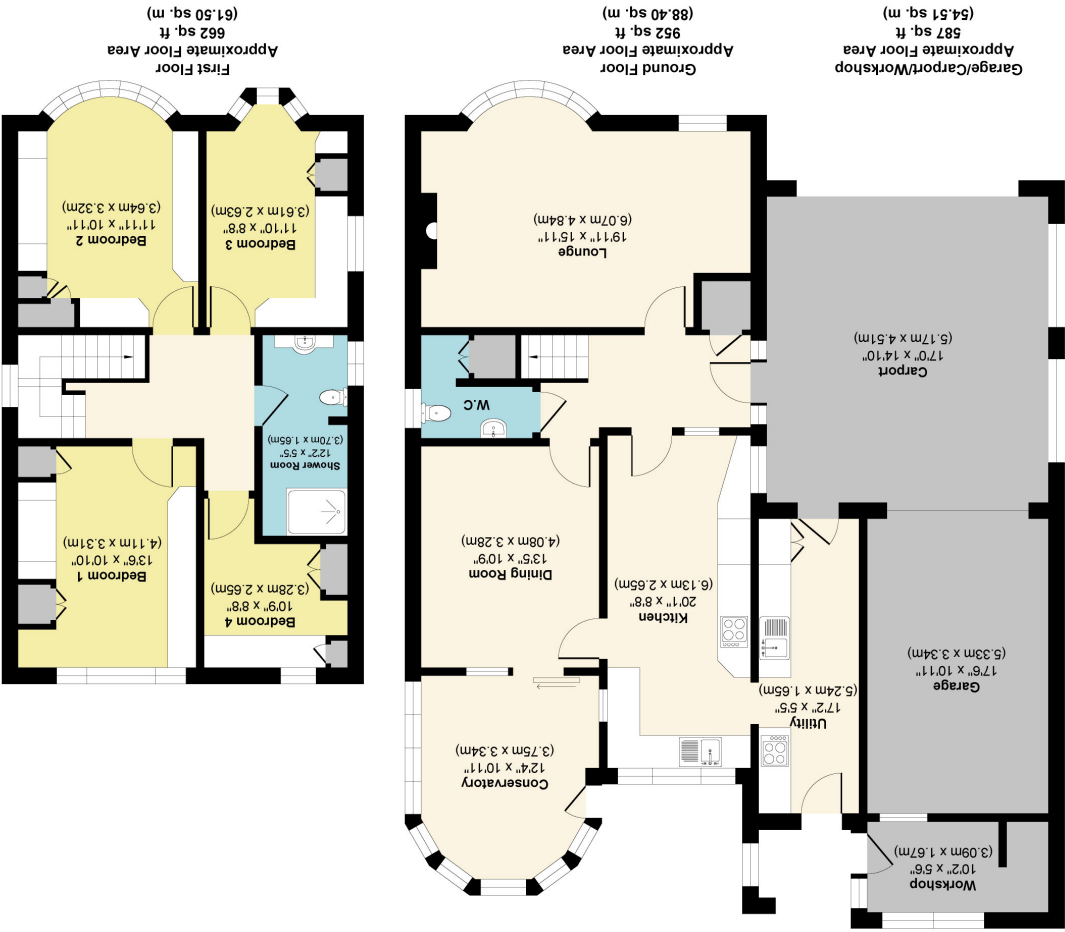 Workshop
10'2" x 5'6"
(3.09m x 1.67m)
Garage
17'6" x 10'11"
(5.33m x 3.34m)
Carport
17'0" x 14'10"
(5.17m x 4.51m)
Garage/Carport/Workshop
Approximate Floor Area
587 sq. ft
(54.51 sq. m)
Utility
17'2" x 5'5"
(5.24m x 1.65m)
Conservatory
12'4" x 10'11"
(3.75m x 3.34m)
Kitchen
20'1" x 8'8"
(6.13m x 2.65m)
Dining Room
13'5" x 10'9"
(4.08m x 3.28m)
W.C
Lounge
19'11" x 15'11"
(6.07m x 4.84m)
Ground Floor
Approximate Floor Area
952 sq. ft
(88.40 sq. m)
Bedroom 4
10'9" x 8'8"
(3.28m x 2.65m)
Bedroom 1
13'6" x 10'10"
(4.11m x 3.31m)
Shower Room
12'2" x 5'5"
(3.70m x 1.65m)
Bedroom 3
11'10" x 8'8"
(3.61m x 2.63m)
Bedroom 2
11'11" x 10'11"
(3.64m x 3.32m)
First Floor
Approximate Floor Area
662 sq. ft
(61.50 sq. m)